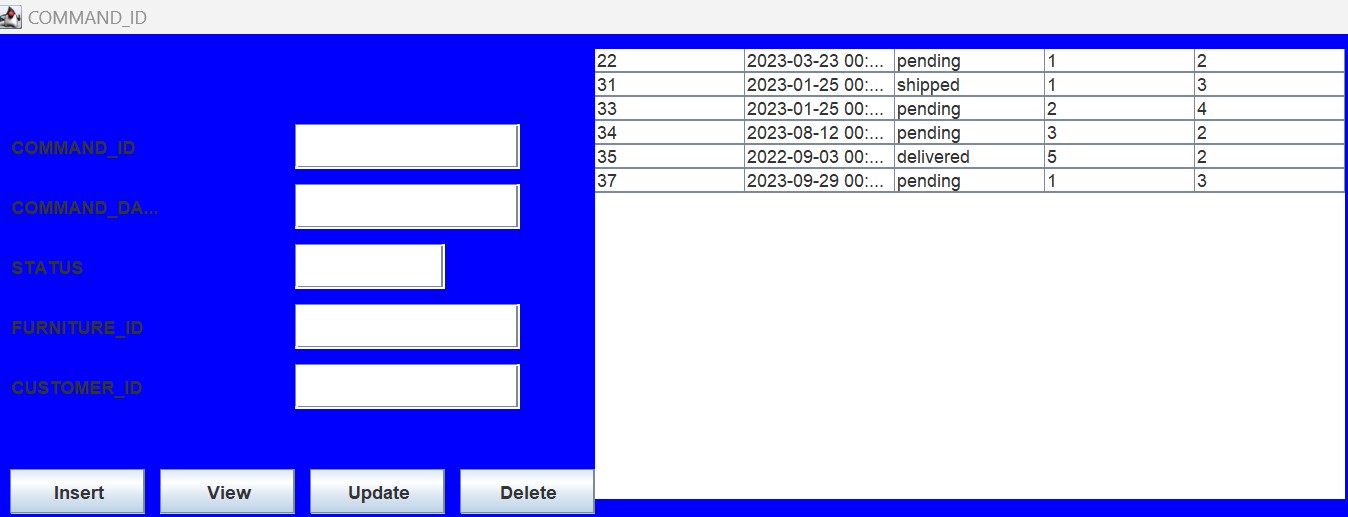 COMMAND_ID
COMMAND_ID
COMMAND_DA...
STATUS
FURNITURE_ID
CUSTOMER_ID
Insert View Update Delete
22 2023-03-23 00:... pending 1 2
31 2023-01-25 00:... shipped 1 3
33 2023-01-25 00:... pending 2 4
34 2023-08-12 00:... pending 3 2
35 2022-09-03 00:... delivered 5 2
37 2023-09-29 00:... pending 1 3